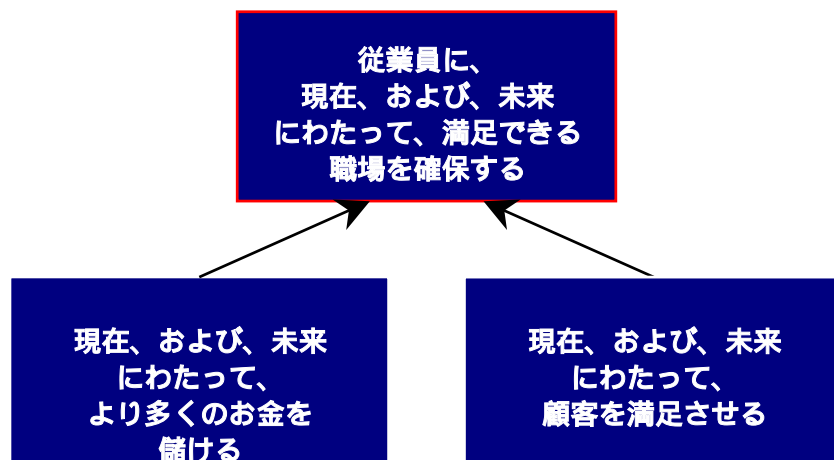 従業員に、
現在、および、未来
にわたって、満足できる
職場を確保する
現在、および、未来
にわたって、
より多くのお金を
儲ける
現在、および、未来
にわたって、
顧客を満足させる